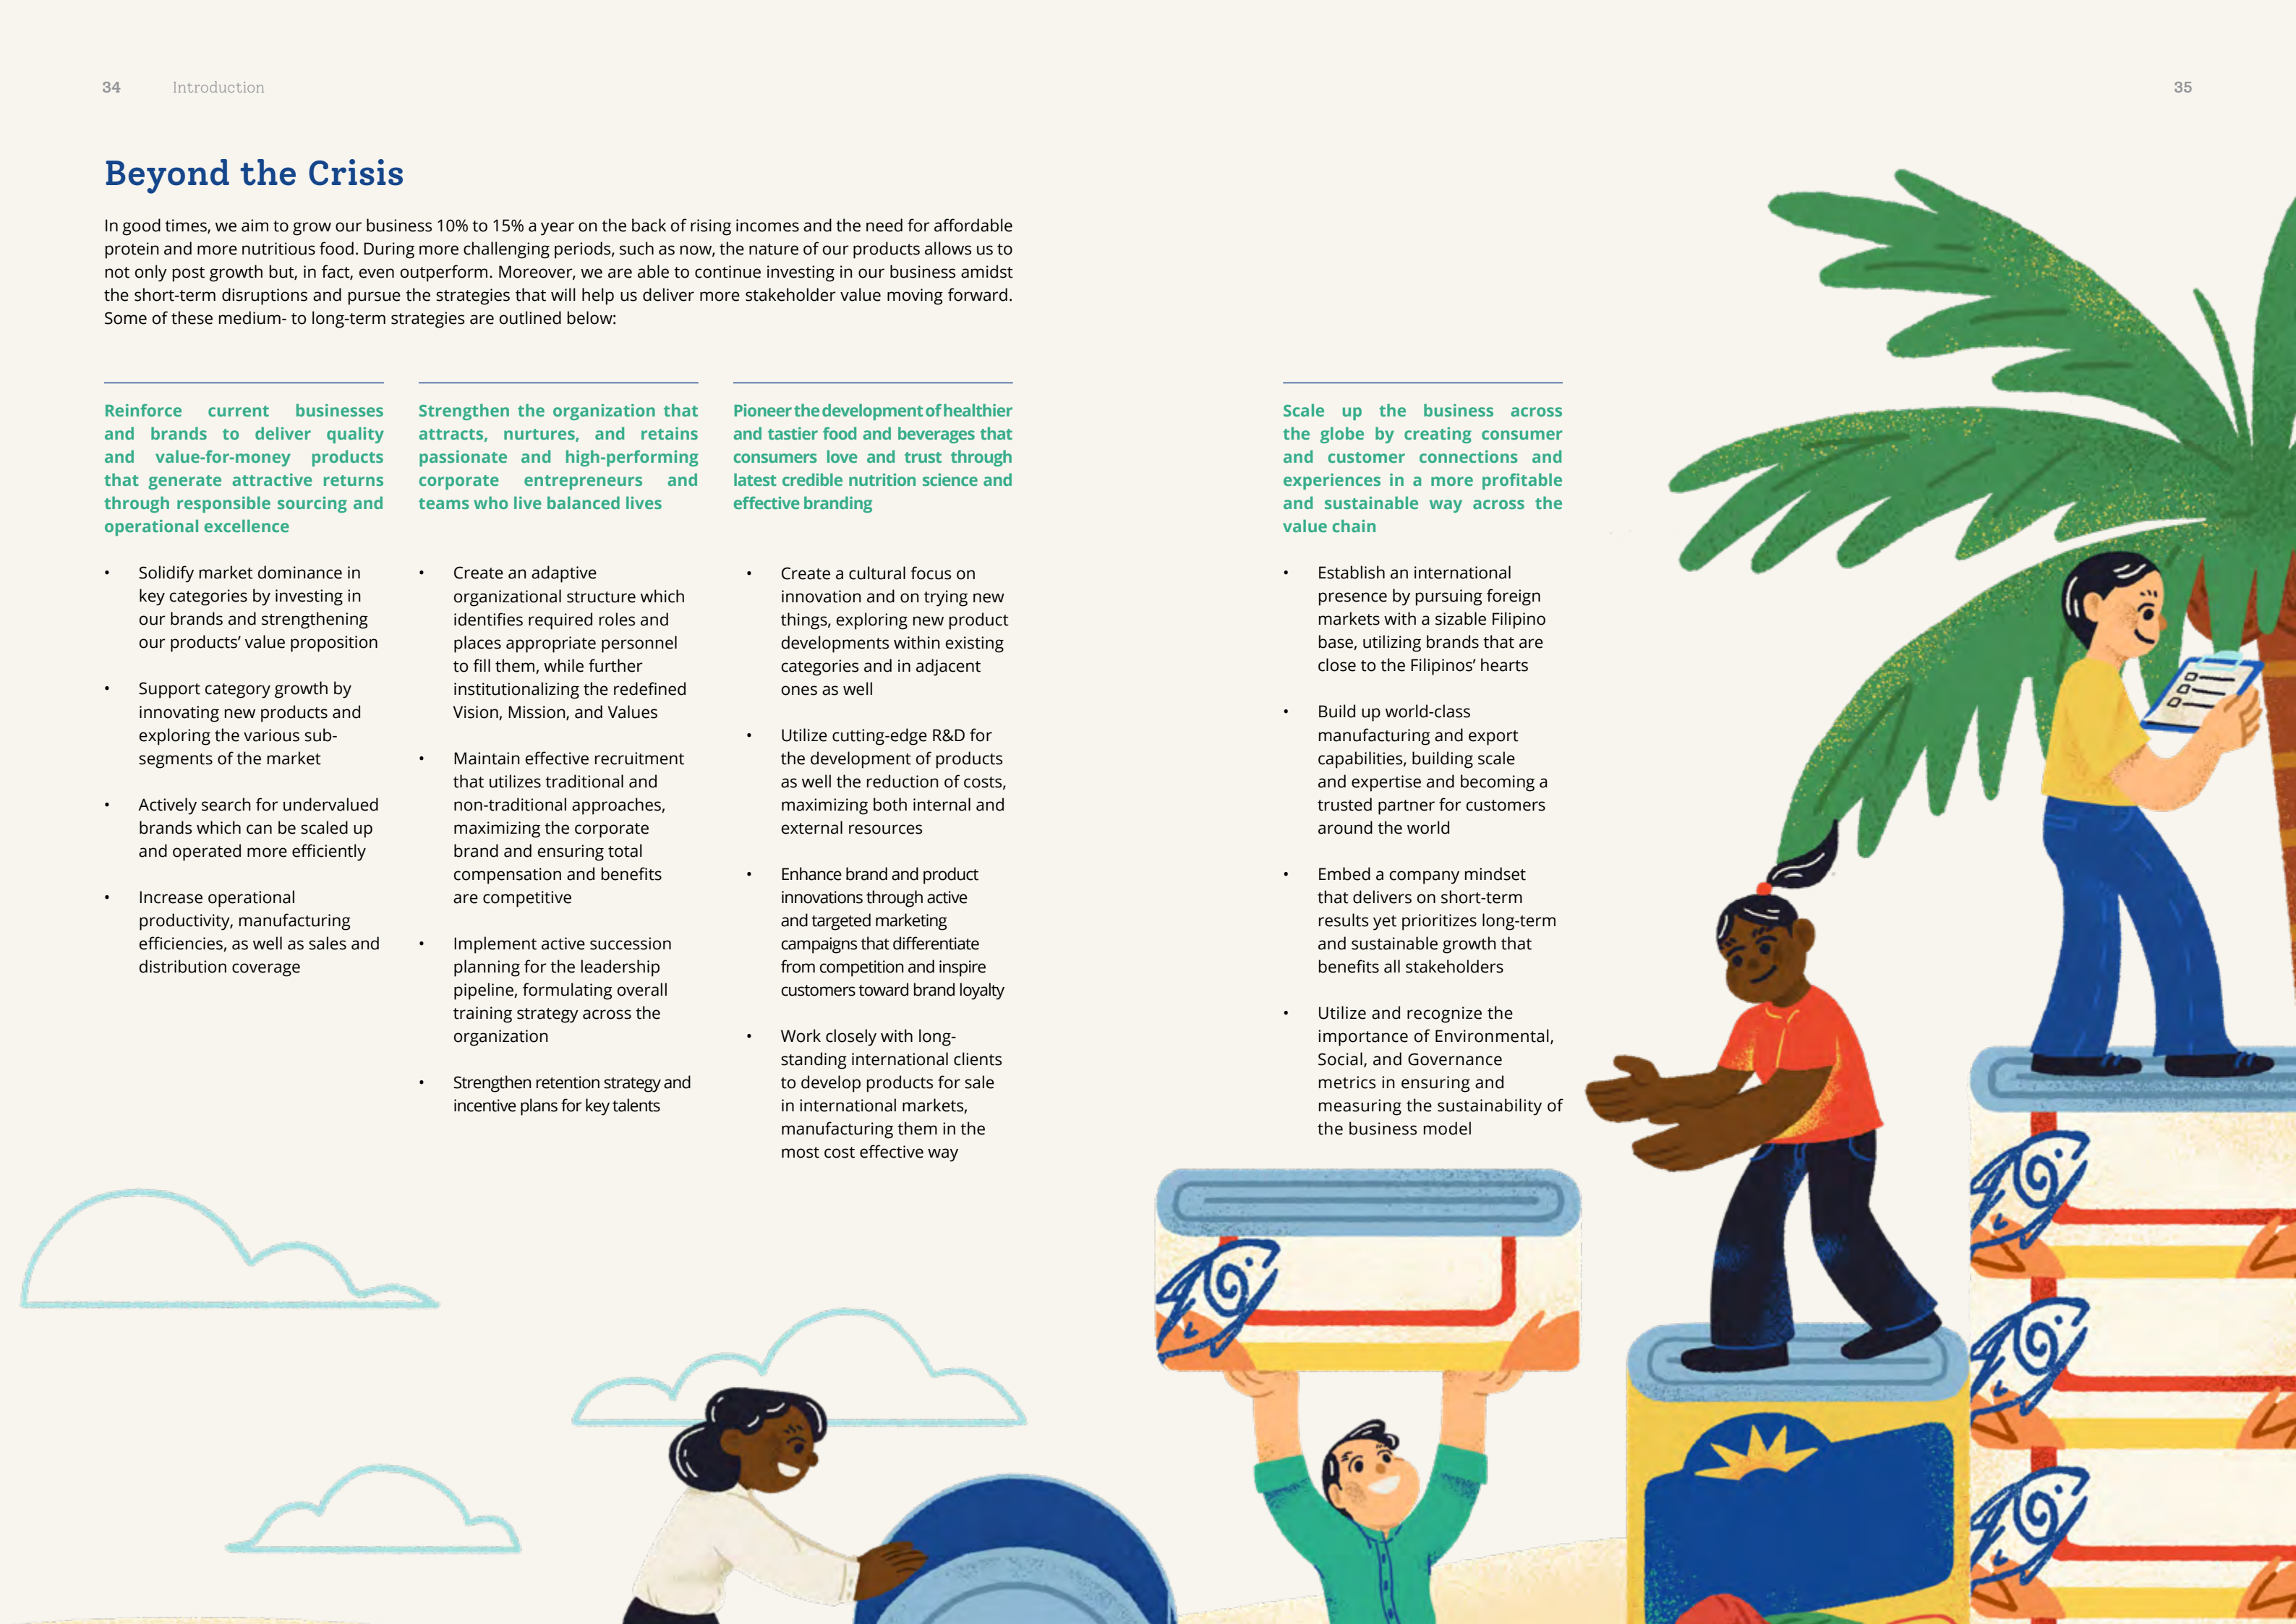 34 Introduction
35
Beyond the Crisis
In good times, we aim to grow our business 10% to 15% a year on the back of rising incomes and the need for affordable
protein and more nutritious food. During more challenging periods, such as now, the nature of our products allows us to
not only post growth but, in fact, even outperform. Moreover, we are able to continue investing in our business amidst
the short-term disruptions and pursue the strategies that will help us deliver more stakeholder value moving forward.
Some of these medium- to long-term strategies are outlined below:
Reinforce current businesses
and brands to deliver quality
and value-for-money products
that generate attractive returns
through responsible sourcing and
operational excellence
• Solidify market dominance in
key categories by investing in
our brands and strengthening
our products’ value proposition
• Support category growth by
innovating new products and
exploring the various sub-
segments of the market
• Actively search for undervalued
brands which can be scaled up
and operated more efficiently
• Increase operational
productivity, manufacturing
efficiencies, as well as sales and
distribution coverage
Strengthen the organization that
attracts, nurtures, and retains
passionate and high-performing
corporate entrepreneurs and
teams who live balanced lives
• Create an adaptive
organizational structure which
identifies required roles and
places appropriate personnel
to fill them, while further
institutionalizing the redefined
Vision, Mission, and Values
• Maintain effective recruitment
that utilizes traditional and
non-traditional approaches,
maximizing the corporate
brand and ensuring total
compensation and benefits
are competitive
• Implement active succession
planning for the leadership
pipeline, formulating overall
training strategy across the
organization
• Strengthen retention strategy and
incentive plans for key talents
Pioneer the development of healthier
and tastier food and beverages that
consumers love and trust through
latest credible nutrition science and
effective branding
• Create a cultural focus on
innovation and on trying new
things, exploring new product
developments within existing
categories and in adjacent
ones as well
• Utilize cutting-edge R&D for
the development of products
as well the reduction of costs,
maximizing both internal and
external resources
• Enhance brand and product
innovations through active
and targeted marketing
campaigns that differentiate
from competition and inspire
customers toward brand loyalty
• Work closely with long-
standing international clients
to develop products for sale
in international markets,
manufacturing them in the
most cost effective way
Scale up the business across
the globe by creating consumer
and customer connections and
experiences in a more profitable
and sustainable way across the
value chain
• Establish an international
presence by pursuing foreign
markets with a sizable Filipino
base, utilizing brands that are
close to the Filipinos’ hearts
• Build up world-class
manufacturing and export
capabilities, building scale
and expertise and becoming a
trusted partner for customers
around the world
• Embed a company mindset
that delivers on short-term
results yet prioritizes long-term
and sustainable growth that
benefits all stakeholders
• Utilize and recognize the
importance of Environmental,
Social, and Governance
metrics in ensuring and
measuring the sustainability of
the business model